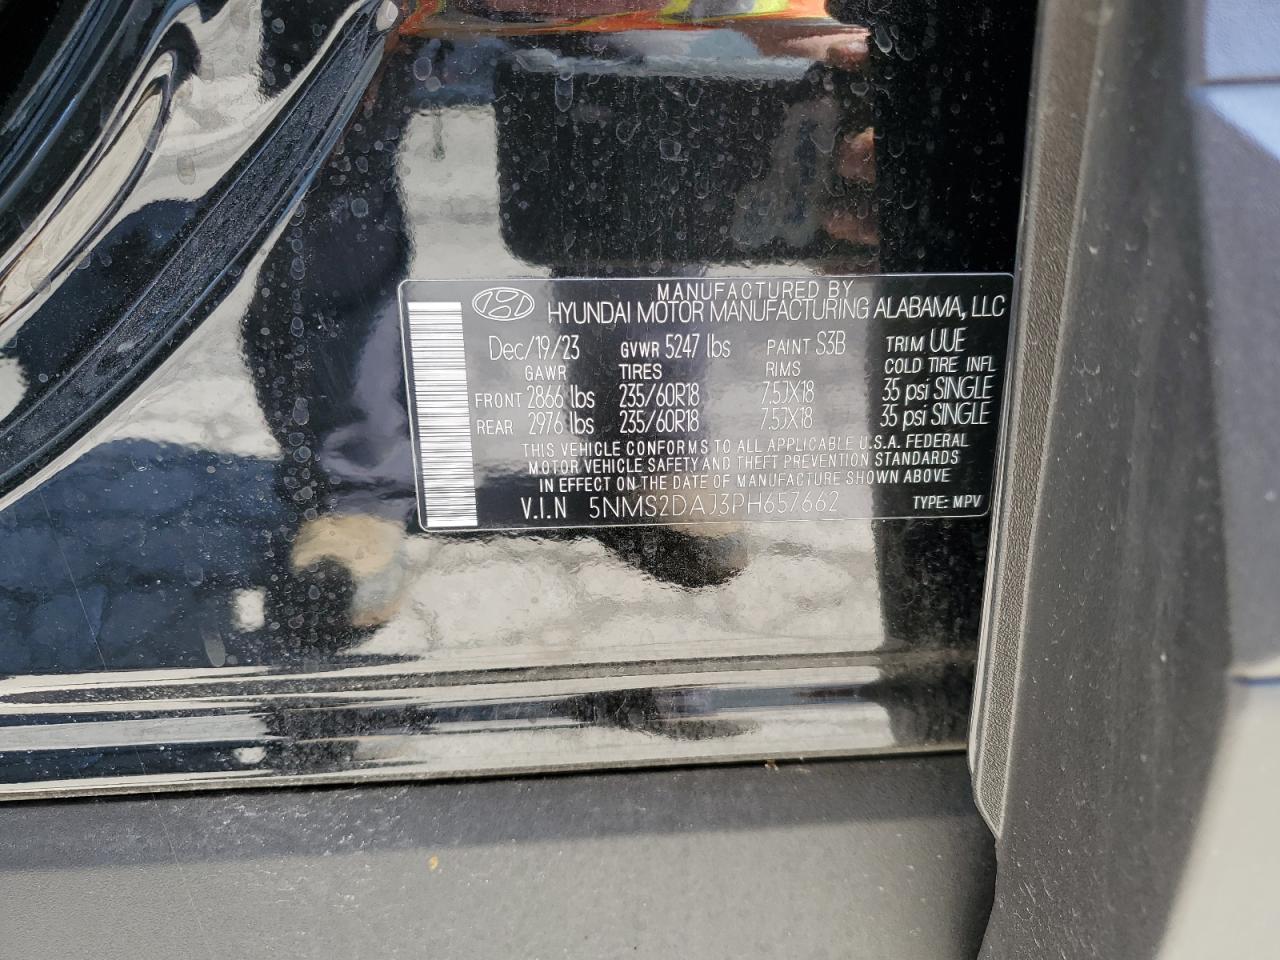 MANUFACTURED BY
HYUNDAI MOTOR MANUFACTURING ALABAMA, LLC
Dec/19/23 GVWR 5247 lbs PAINT S3B TRIM UUE
GAWR TIRES RIMS COLD TIRE INFL
FRONT 2866 lbs 235/60R18 7.5JX18 35 psi SINGLE
REAR 2976 lbs 235/60R18 7.5JX18 35 psi SINGLE
THIS VEHICLE CONFORMS TO ALL APPLICABLE U.S.A. FEDERAL
MOTOR VEHICLE SAFETY AND THEFT PREVENTION STANDARDS
IN EFFECT ON THE DATE OF MANUFACTURE SHOWN ABOVE
V.I.N 5NMS2DAJ3PH657662 TYPE: MPV